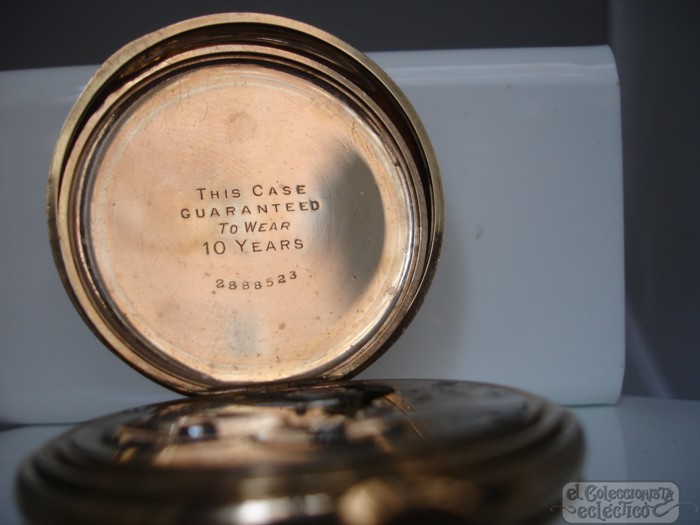 THIS CASE
GUARANTEED
TO WEAR
10 YEARS
2888523
el Coleccionista
ecléctico